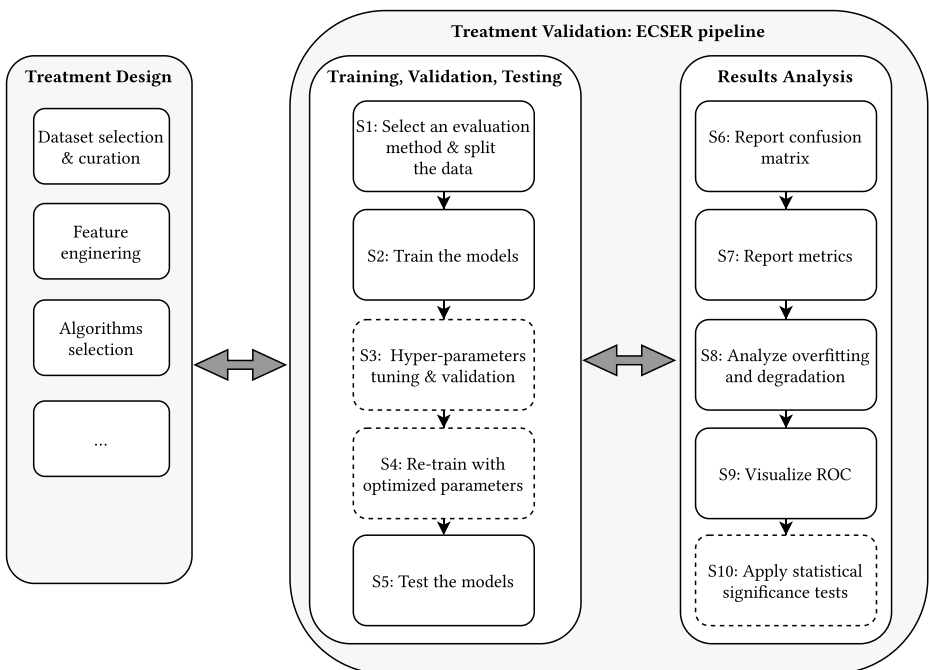 Treatment Validation: ECSER pipeline
Treatment Design
Dataset selection
& curation
Feature
enginering
Algorithms
selection
...
Training, Validation, Testing
S1: Select an evaluation
method & split
the data
S2: Train the models
S3:  Hyper-parameters
tuning & validation
S4: Re-train with
optimized parameters
S5: Test the models
Results Analysis
S6: Report confusion
matrix
S7: Report metrics
S8: Analyze overfitting
and degradation
S9: Visualize ROC
S10: Apply statistical
significance tests